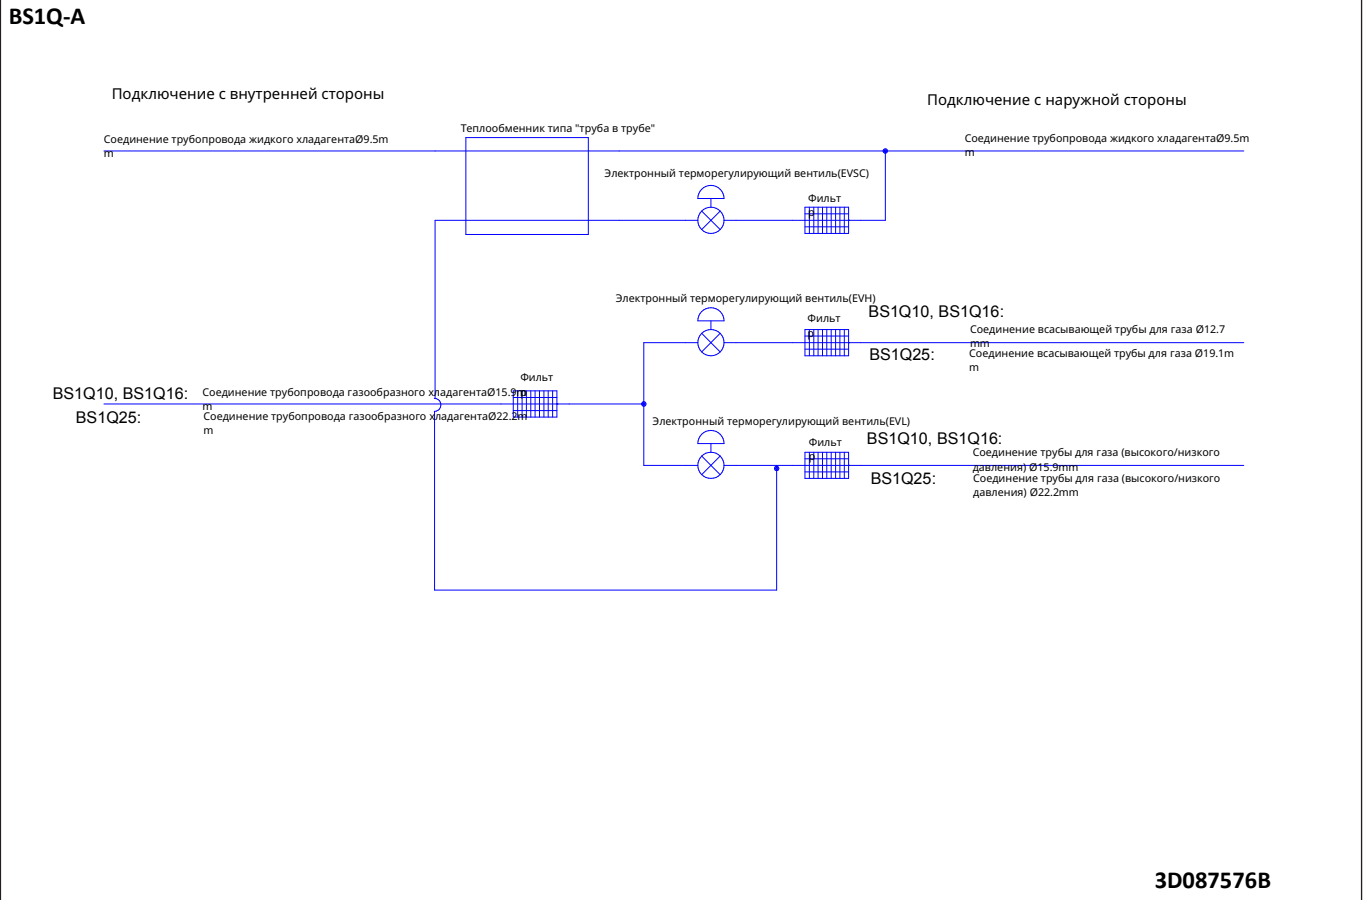 BS1Q-A
Подключение с внутренней стороны
Подключение с наружной стороны
Соединение трубопровода жидкого хладагентаØ9.5m
m
Теплообменник типа "труба в трубе"
Соединение трубопровода жидкого хладагентаØ9.5m
m
Электронный терморегулирующий вентиль(EVSC)
Фильт
р
Электронный терморегулирующий вентиль(EVH)
Фильт
р
BS1Q10, BS1Q16:
Соединение всасывающей трубы для газа Ø12.7
mm
BS1Q25:
Соединение всасывающей трубы для газа Ø19.1m
m
Фильт
р
BS1Q10, BS1Q16:
Соединение трубопровода газообразного хладагентаØ15.9m
m
BS1Q25:
Соединение трубопровода газообразного хладагентаØ22.2m
m
Электронный терморегулирующий вентиль(EVL)
Фильт
р
BS1Q10, BS1Q16:
Соединение трубы для газа (высокого/низкого
давления) Ø15.9mm
BS1Q25:
Соединение трубы для газа (высокого/низкого
давления) Ø22.2mm
3D087576B